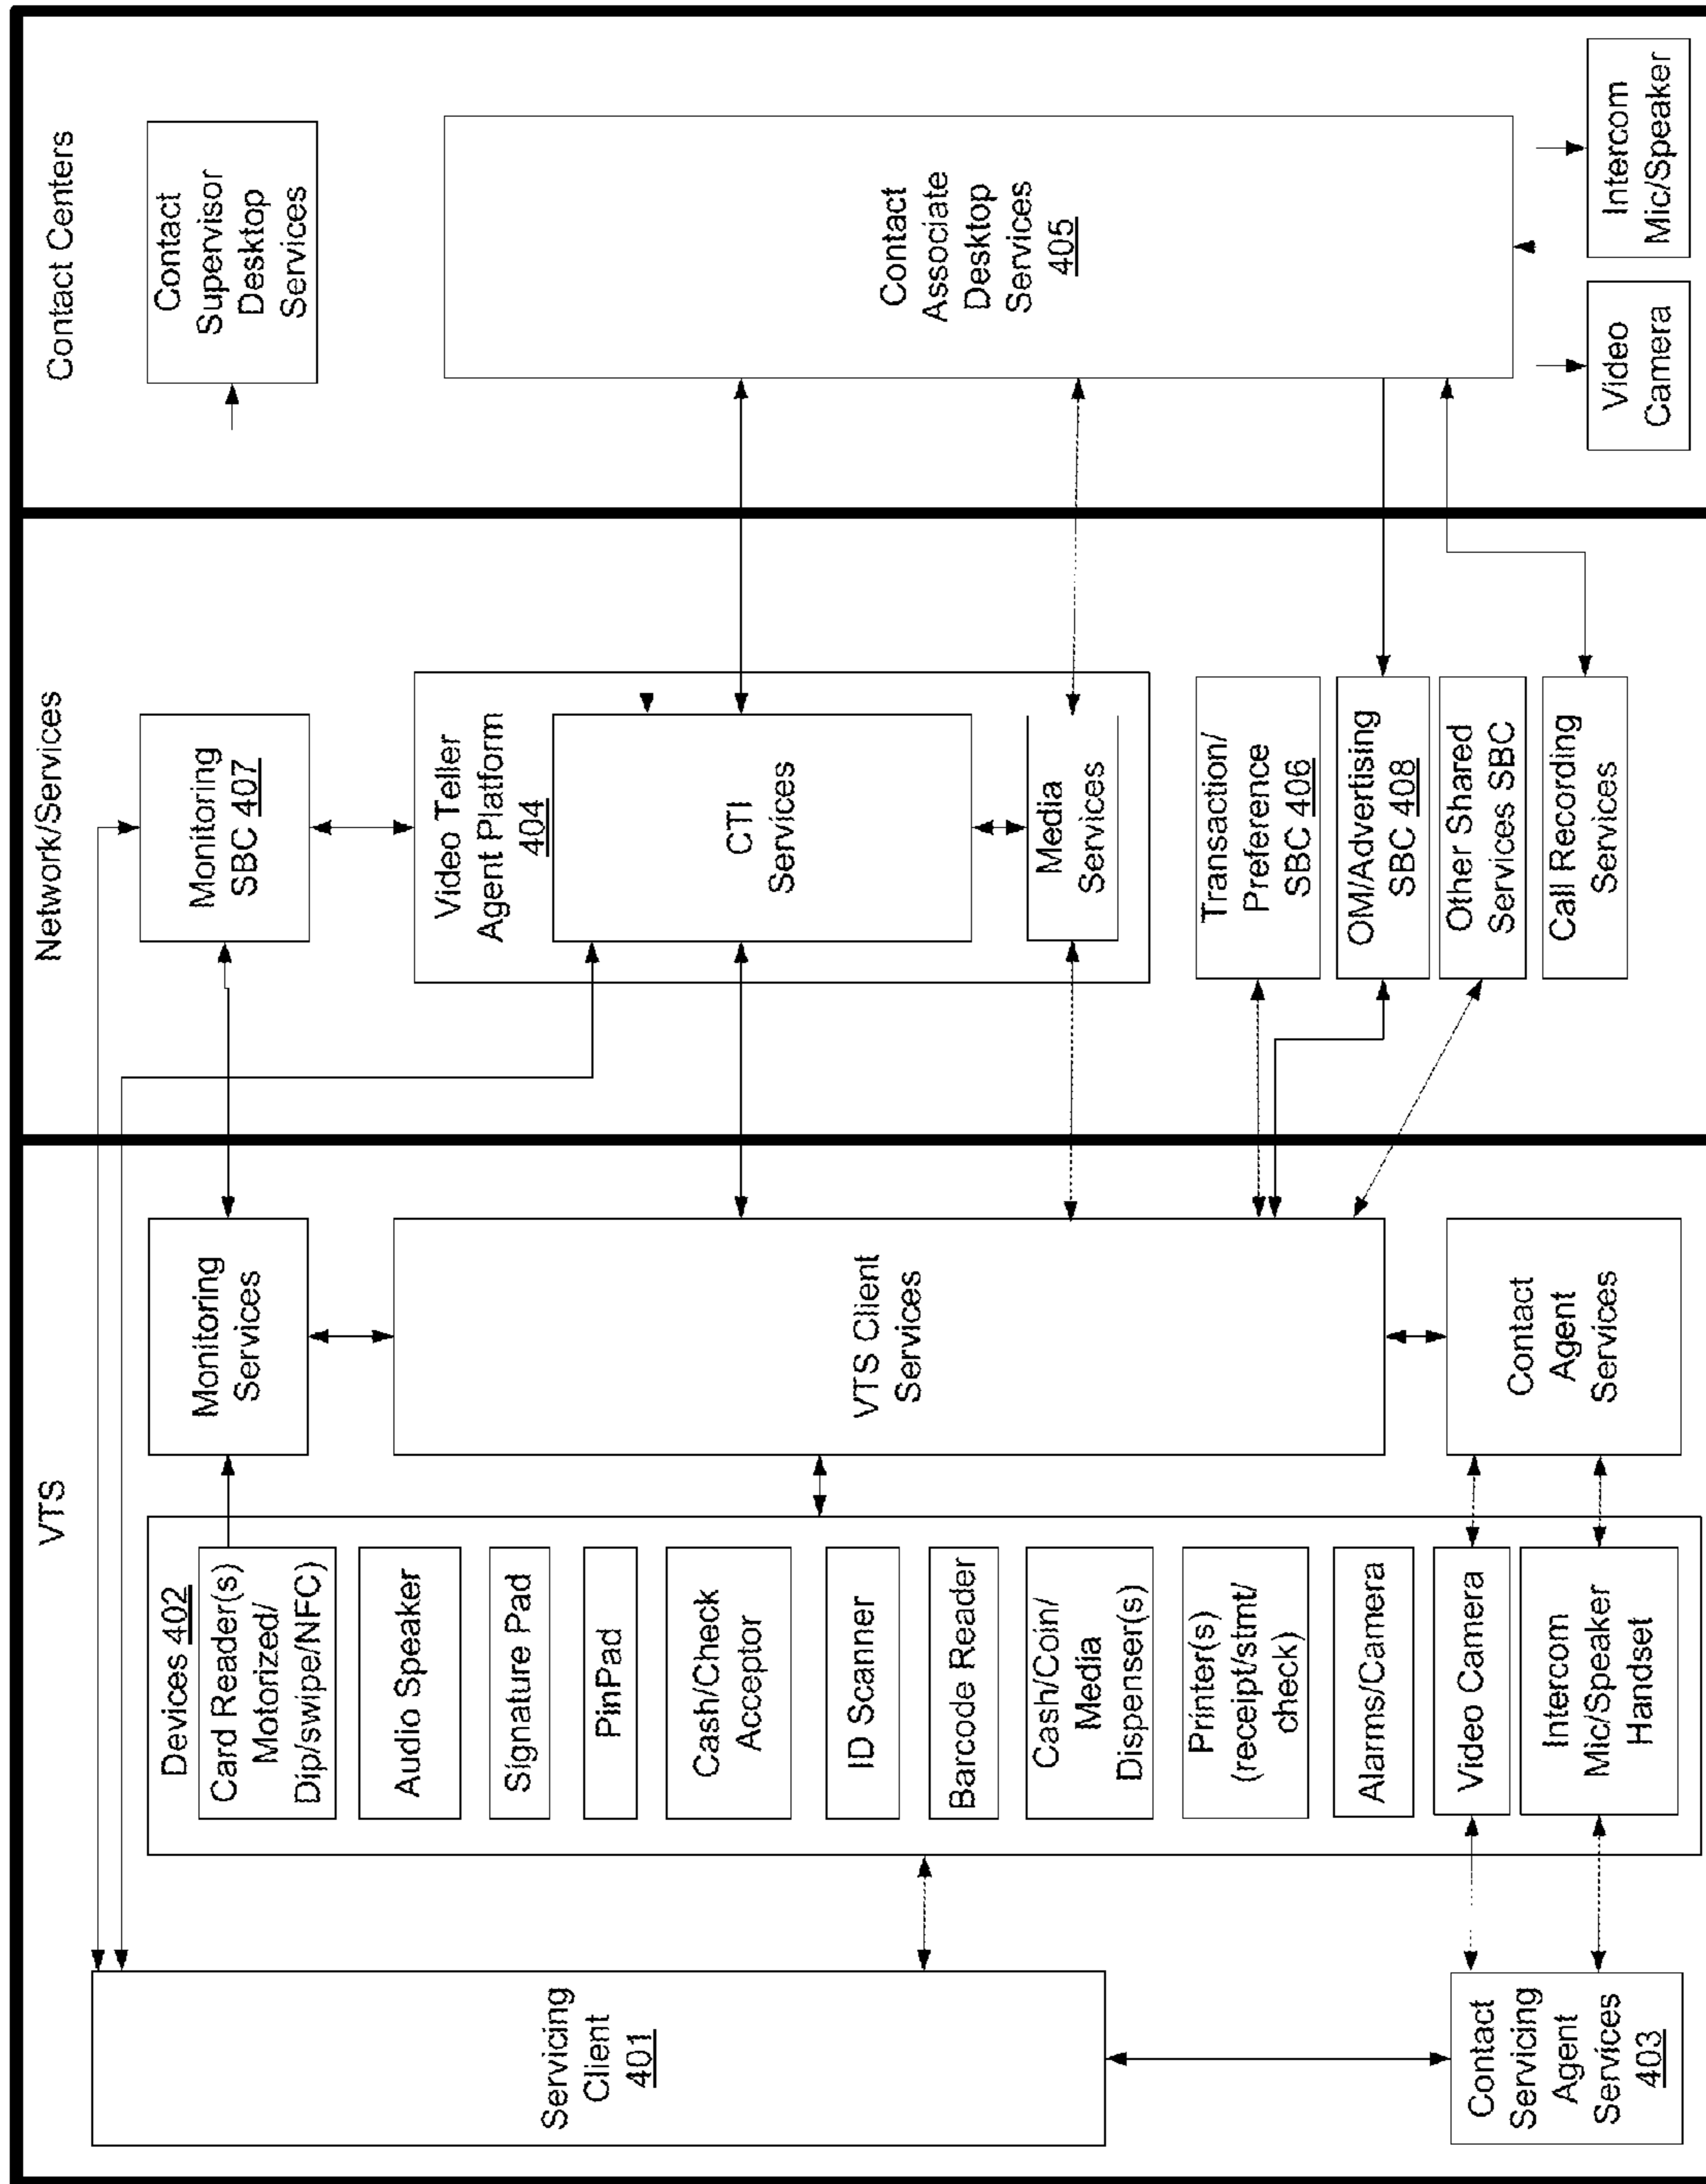 VTS
Servicing
Client
401
Contact
Servicing
Agent
Services
403
Devices 402
Card Reader(s)
Motorized/
Dip/swipe/NFC)
Audio Speaker
Signature Pad
PinPad
Cash/Check
Acceptor
ID Scanner
Barcode Reader
Cash/Coin/
Media
Dispenser(s)
Printer(s)
(receipt/stmt/
check)
Alarms/Camera
Video Camera
Intercom
Mic/Speaker
Handset
Monitoring
Services
VTS Client
Services
Contact
Agent
Services
Network/Services
Monitoring
SBC 407
Video Teller
Agent Platform
404
CTI
Services
Media
Services
Transaction/
Preference
SBC 406
OM/Advertising
SBC 408
Other Shared
Services SBC
Call Recording
Services
Contact Centers
Contact
Supervisor
Desktop
Services
Contact
Associate
Desktop
Services
405
Video
Camera
Intercom
Mic/Speaker